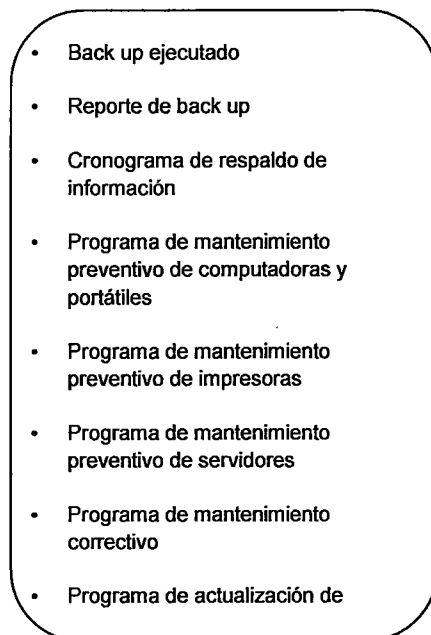 • Back up ejecutado
• Reporte de back up
• Cronograma de respaldo de
información
• Programa de mantenimiento
preventivo de computadoras y
portátiles
• Programa de mantenimiento
preventivo de impresoras
• Programa de mantenimiento
preventivo de servidores
• Programa de mantenimiento
correctivo
• Programa de actualización de